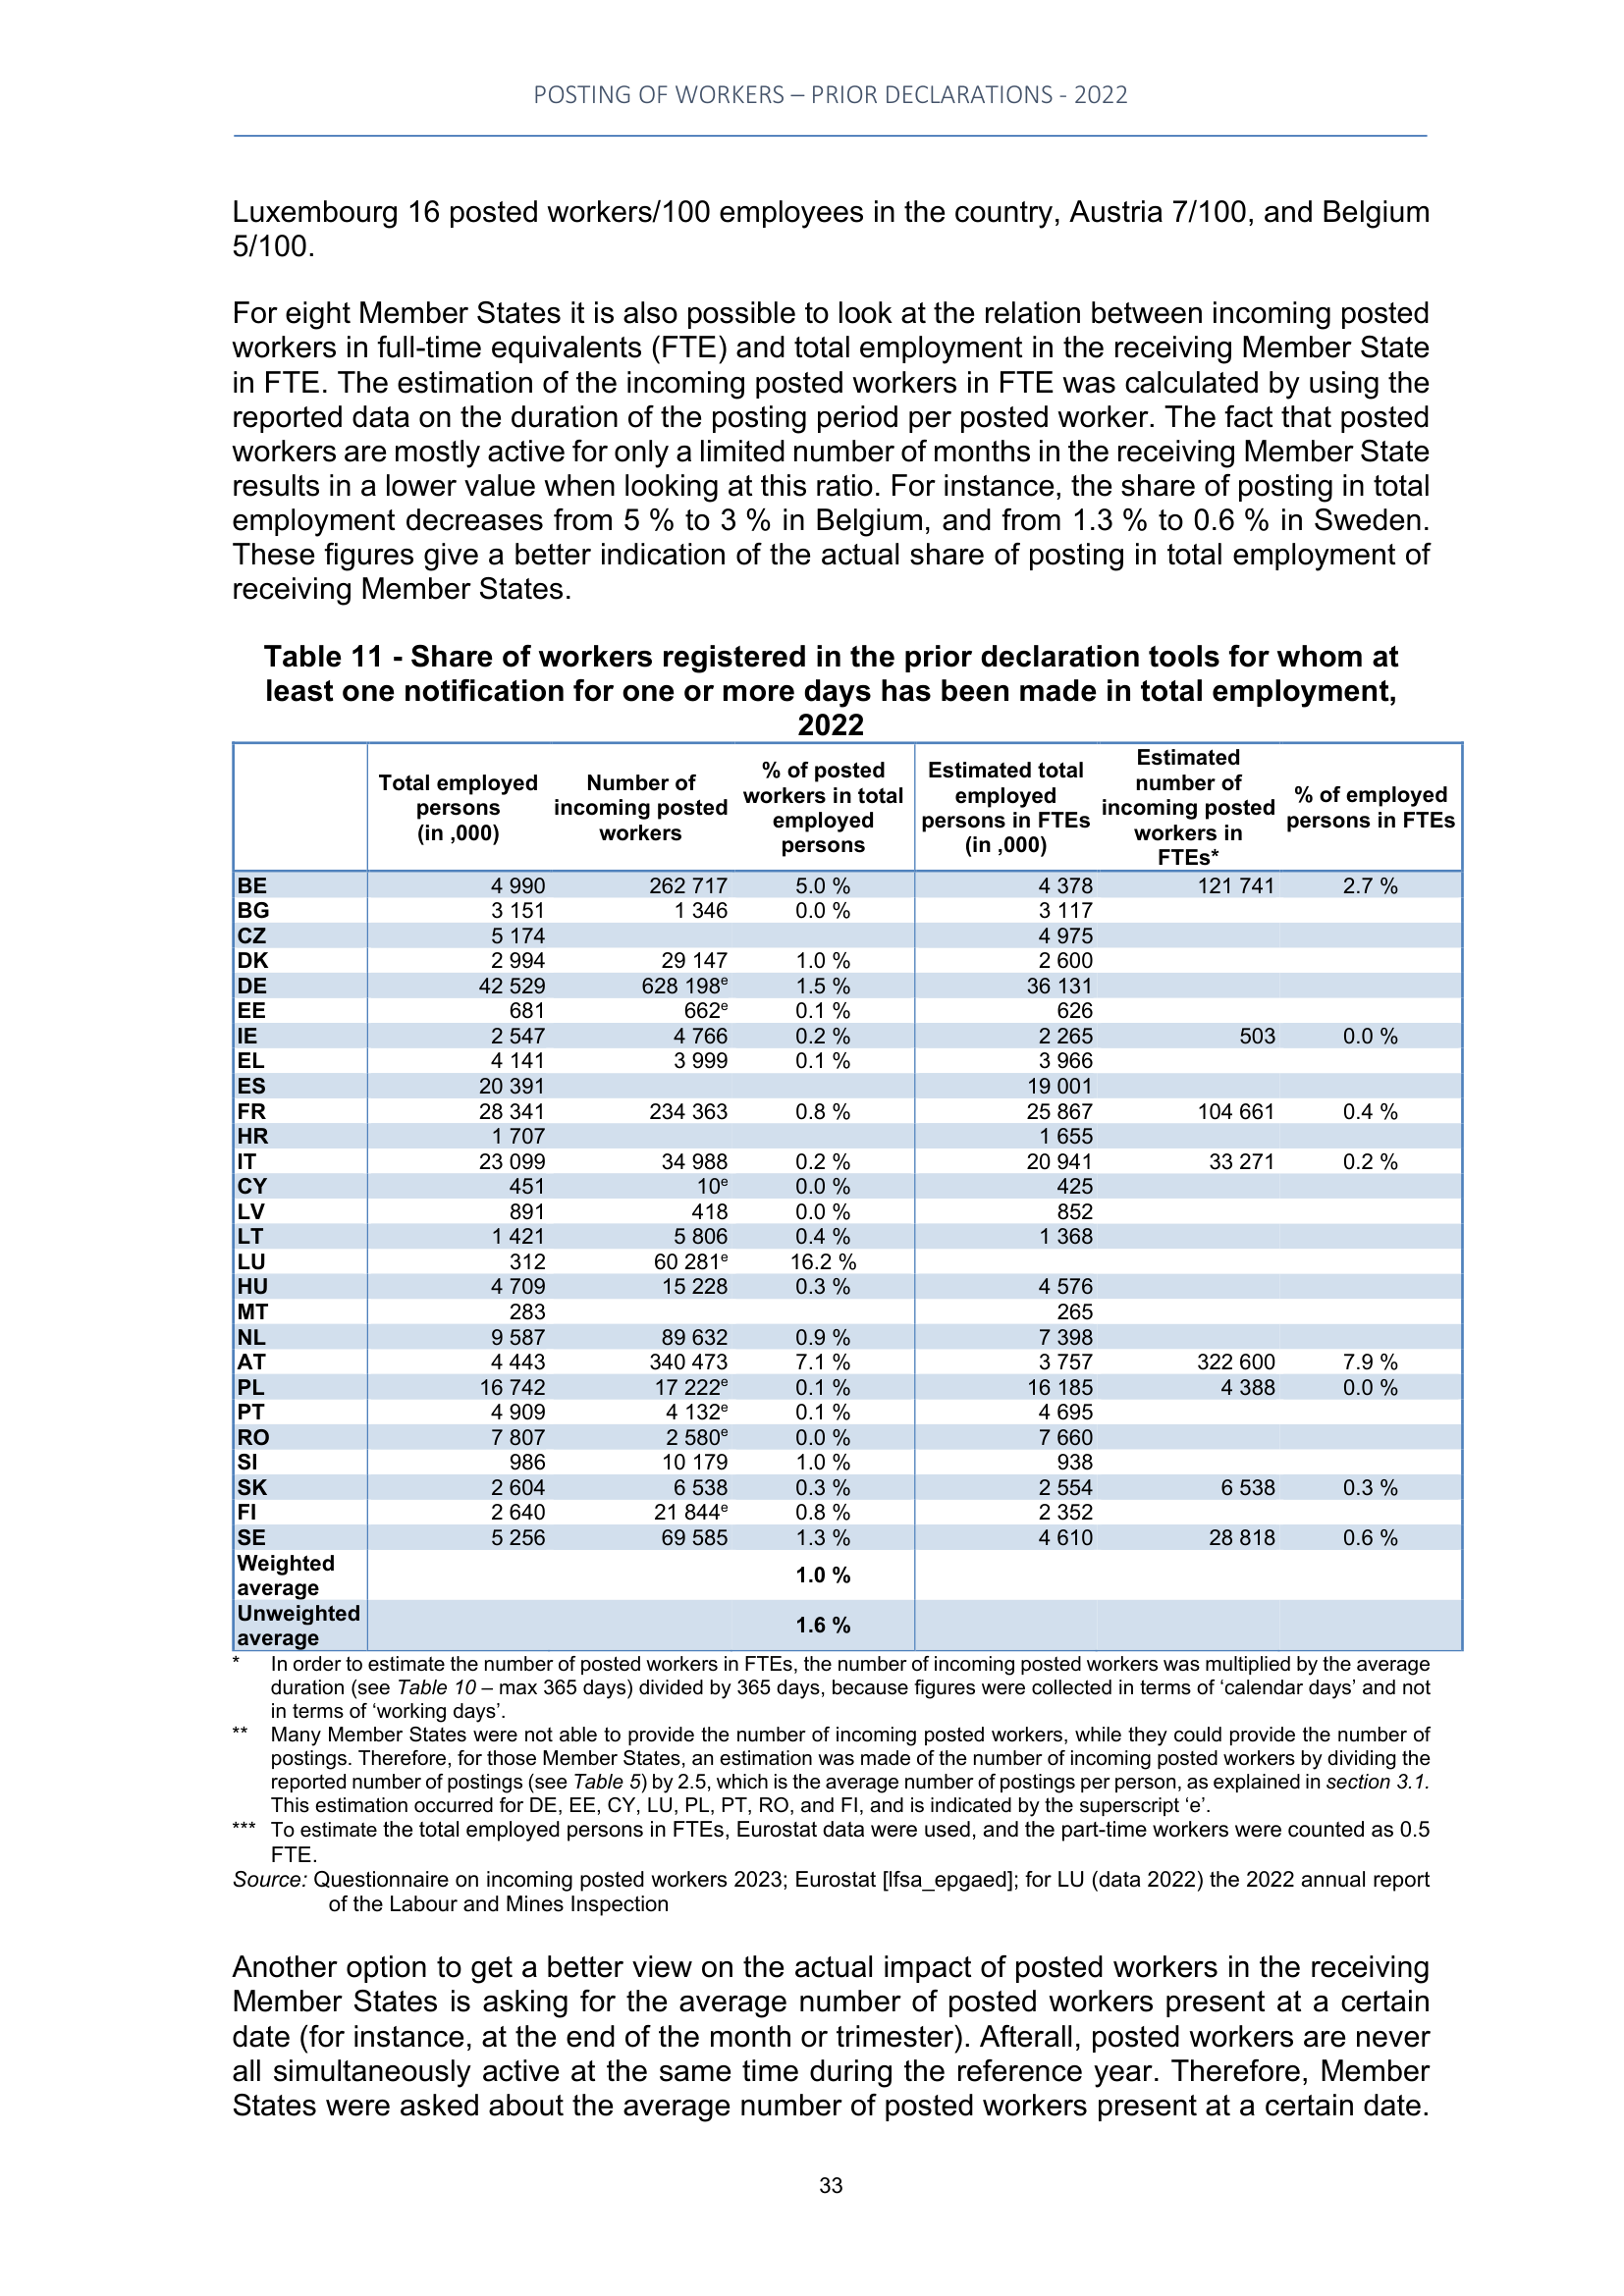 POSTING OF WORKERS – PRIOR DECLARATIONS - 2022
Luxembourg 16 posted workers/100 employees in the country, Austria 7/100, and Belgium
5/100.
For eight Member States it is also possible to look at the relation between incoming posted
workers in full-time equivalents (FTE) and total employment in the receiving Member State
in FTE. The estimation of the incoming posted workers in FTE was calculated by using the
reported data on the duration of the posting period per posted worker. The fact that posted
workers are mostly active for only a limited number of months in the receiving Member State
results in a lower value when looking at this ratio. For instance, the share of posting in total
employment decreases from 5 % to 3 % in Belgium, and from 1.3 % to 0.6 % in Sweden.
These figures give a better indication of the actual share of posting in total employment of
receiving Member States.
Table 11 - Share of workers registered in the prior declaration tools for whom at
least one notification for one or more days has been made in total employment,
2022
Total employed
persons
(in ,000)
Number of
incoming posted
workers
% of posted
workers in total
employed
persons
Estimated total
employed
persons in FTEs
(in ,000)
Estimated
number of
incoming posted
workers in
FTEs*
% of employed
persons in FTEs
BE 4 990 262 717 5.0 % 4 378 121 741 2.7 %
BG 3 151 1 346 0.0 % 3 117
CZ 5 174 4 975
DK 2 994 29 147 1.0 % 2 600
DE 42 529 628 198ᵉ 1.5 % 36 131
EE 681 662ᵉ 0.1 % 626
IE 2 547 4 766 0.2 % 2 265 503 0.0 %
EL 4 141 3 999 0.1 % 3 966
ES 20 391 19 001
FR 28 341 234 363 0.8 % 25 867 104 661 0.4 %
HR 1 707 1 655
IT 23 099 34 988 0.2 % 20 941 33 271 0.2 %
CY 451 10ᵉ 0.0 % 425
LV 891 418 0.0 % 852
LT 1 421 5 806 0.4 % 1 368
LU 312 60 281ᵉ 16.2 %
HU 4 709 15 228 0.3 % 4 576
MT 283 265
NL 9 587 89 632 0.9 % 7 398
AT 4 443 340 473 7.1 % 3 757 322 600 7.9 %
PL 16 742 17 222ᵉ 0.1 % 16 185 4 388 0.0 %
PT 4 909 4 132ᵉ 0.1 % 4 695
RO 7 807 2 580ᵉ 0.0 % 7 660
SI 986 10 179 1.0 % 938
SK 2 604 6 538 0.3 % 2 554 6 538 0.3 %
FI 2 640 21 844ᵉ 0.8 % 2 352
SE 5 256 69 585 1.3 % 4 610 28 818 0.6 %
Weighted
average 1.0 %
Unweighted
average 1.6 %
* In order to estimate the number of posted workers in FTEs, the number of incoming posted workers was multiplied by the average
duration (see Table 10 – max 365 days) divided by 365 days, because figures were collected in terms of ‘calendar days’ and not
in terms of ‘working days’.
** Many Member States were not able to provide the number of incoming posted workers, while they could provide the number of
postings. Therefore, for those Member States, an estimation was made of the number of incoming posted workers by dividing the
reported number of postings (see Table 5) by 2.5, which is the average number of postings per person, as explained in section 3.1.
This estimation occurred for DE, EE, CY, LU, PL, PT, RO, and FI, and is indicated by the superscript ‘e’.
*** To estimate the total employed persons in FTEs, Eurostat data were used, and the part-time workers were counted as 0.5
FTE.
Source: Questionnaire on incoming posted workers 2023; Eurostat [lfsa_epgaed]; for LU (data 2022) the 2022 annual report
of the Labour and Mines Inspection
Another option to get a better view on the actual impact of posted workers in the receiving
Member States is asking for the average number of posted workers present at a certain
date (for instance, at the end of the month or trimester). Afterall, posted workers are never
all simultaneously active at the same time during the reference year. Therefore, Member
States were asked about the average number of posted workers present at a certain date.
33